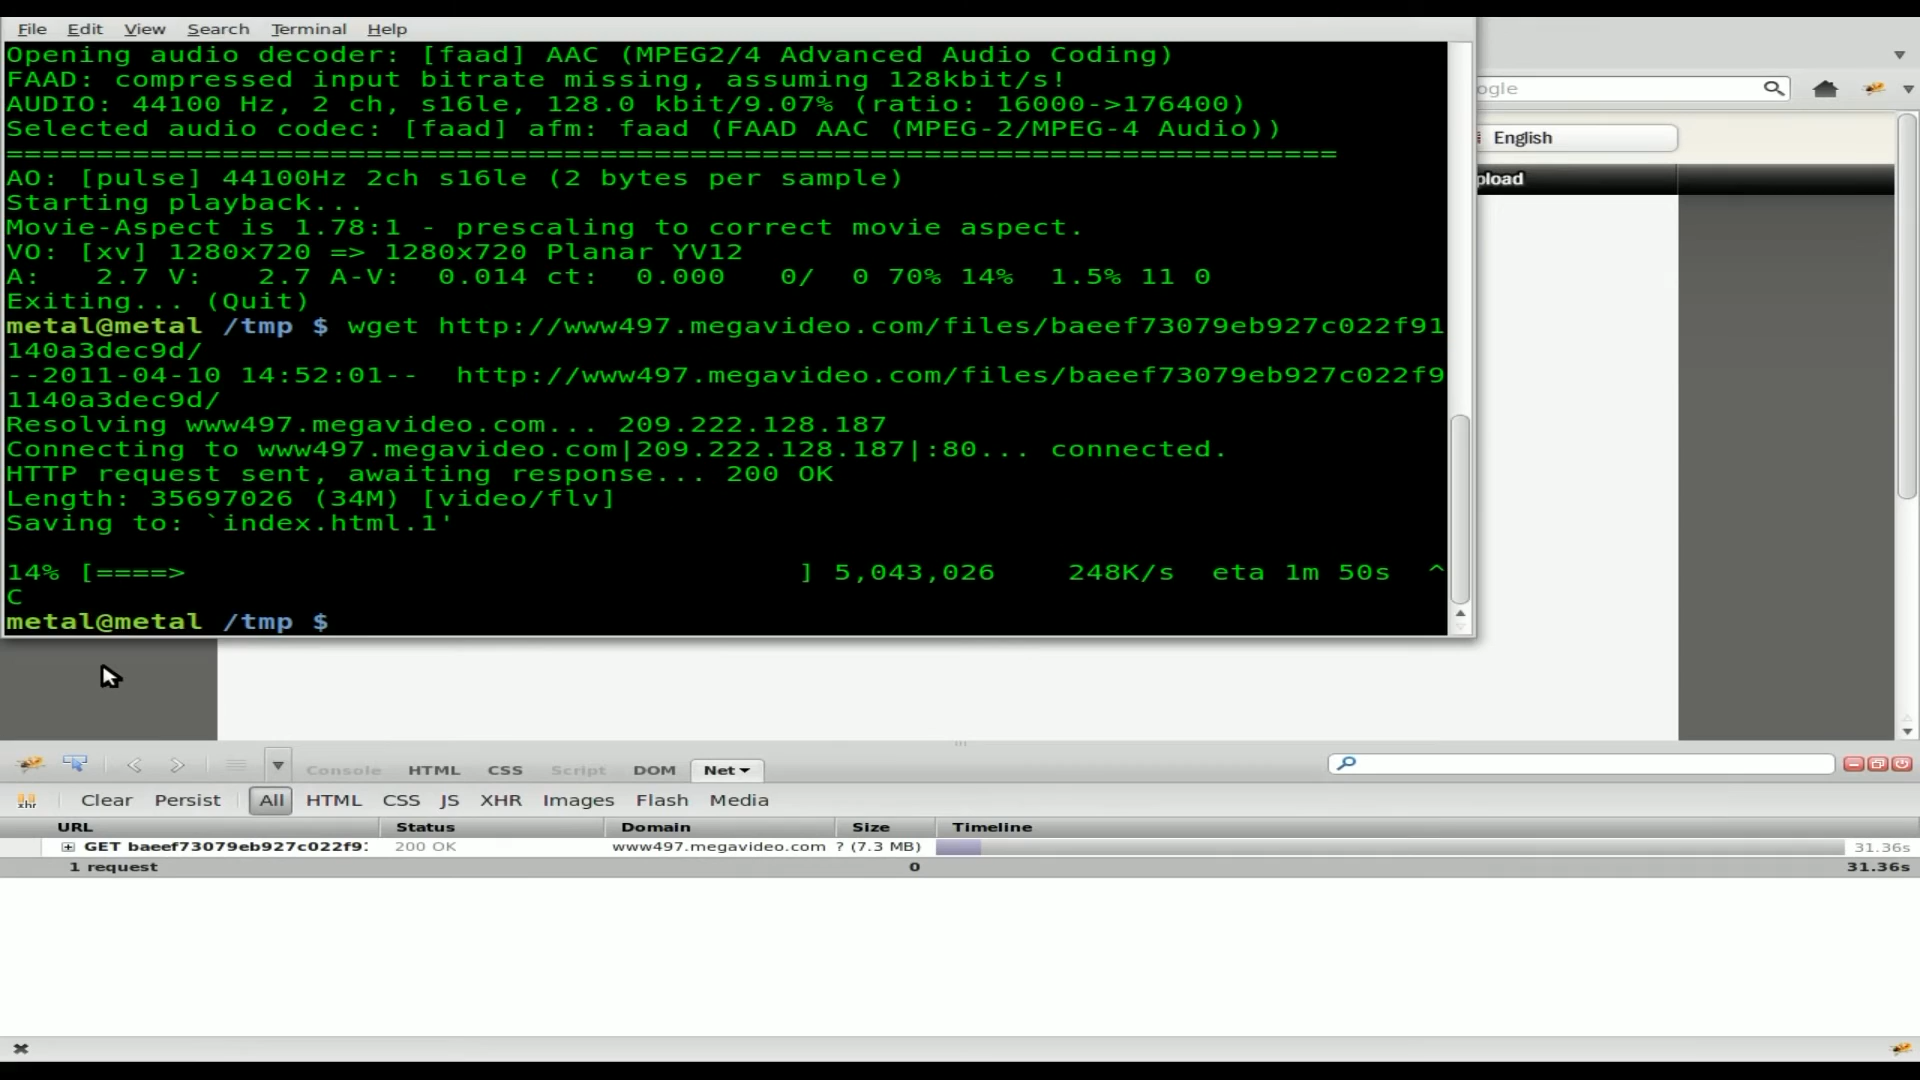 File Edit View Search Terminal Help
Opening audio decoder: [faad] AAC (MPEG2/4 Advanced Audio Coding)
FAAD: compressed input bitrate missing, assuming 128kbit/s!
AUDIO: 44100 Hz, 2 ch, s16le, 128.0 kbit/9.07% (ratio: 16000->176400)
Selected audio codec: [faad] afm: faad (FAAD AAC (MPEG-2/MPEG-4 Audio))
==========================================================================
AO: [pulse] 44100Hz 2ch s16le (2 bytes per sample)
Starting playback...
Movie-Aspect is 1.78:1 - prescaling to correct movie aspect.
VO: [xv] 1280x720 => 1280x720 Planar YV12
A:   2.7 V:   2.7 A-V:  0.014 ct:  0.000   0/  0 70% 14%  1.5% 11 0
Exiting... (Quit)
metal@metal /tmp $ wget http://www497.megavideo.com/files/baeef73079eb927c022f91
140a3dec9d/
--2011-04-10 14:52:01--  http://www497.megavideo.com/files/baeef73079eb927c022f9
1140a3dec9d/
Resolving www497.megavideo.com... 209.222.128.187
Connecting to www497.megavideo.com|209.222.128.187|:80... connected.
HTTP request sent, awaiting response... 200 OK
Length: 35697026 (34M) [video/flv]
Saving to: `index.html.1'
14% [====>                                  ] 5,043,026    248K/s  eta 1m 50s  ^
C
metal@metal /tmp $
ogle
English
pload
Console HTML CSS Script DOM Net
xhr Clear Persist All HTML CSS JS XHR Images Flash Media
URL Status Domain Size Timeline
GET baeef73079eb927c022f9 200 OK www497.megavideo.com ? (7.3 MB) 31.36s
1 request 0 31.36s